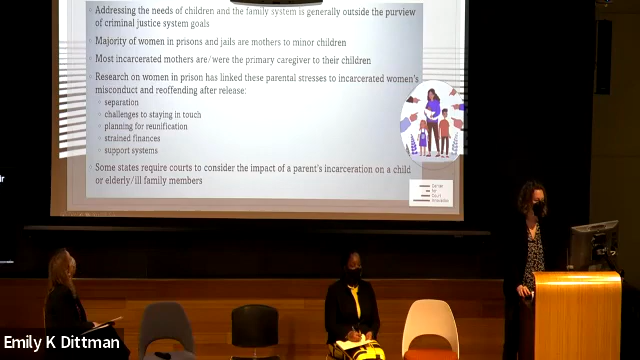 Addressing the needs of children and the family system is generally outside the purview
of criminal justice system goals
Majority of women in prisons and jails are mothers to minor children
Most incarcerated mothers are/were the primary caregiver to their children
Research on women in prison has linked these parental stresses to incarcerated women's
misconduct and reoffending after release:
separation
challenges to staying in touch
planning for reunification
strained finances
support systems
Some states require courts to consider the impact of a parent's incarceration on a child
or elderly/ill family members
Center
for
Court
Innovation
Emily K Dittman